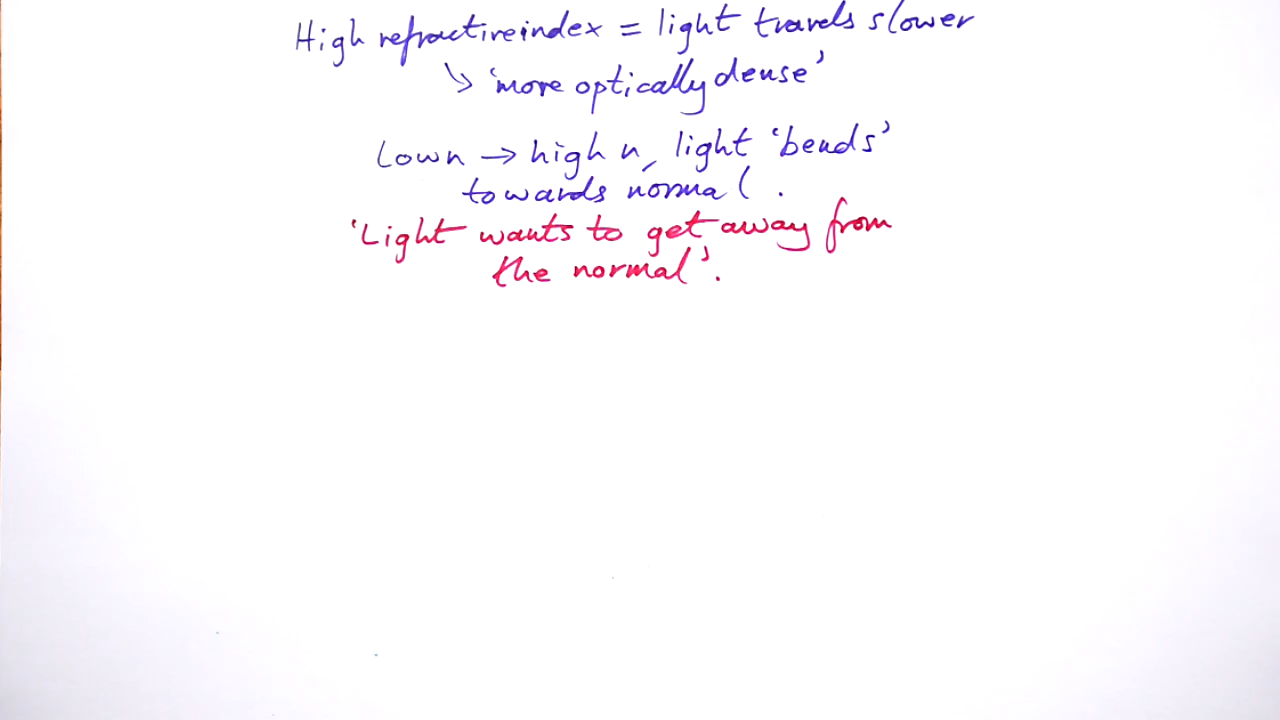 High refractive index = light travels slower
↳ 'more optically dense'
Low n → high n, light 'bends'
towards normal.
'Light wants to get away from
the normal'.